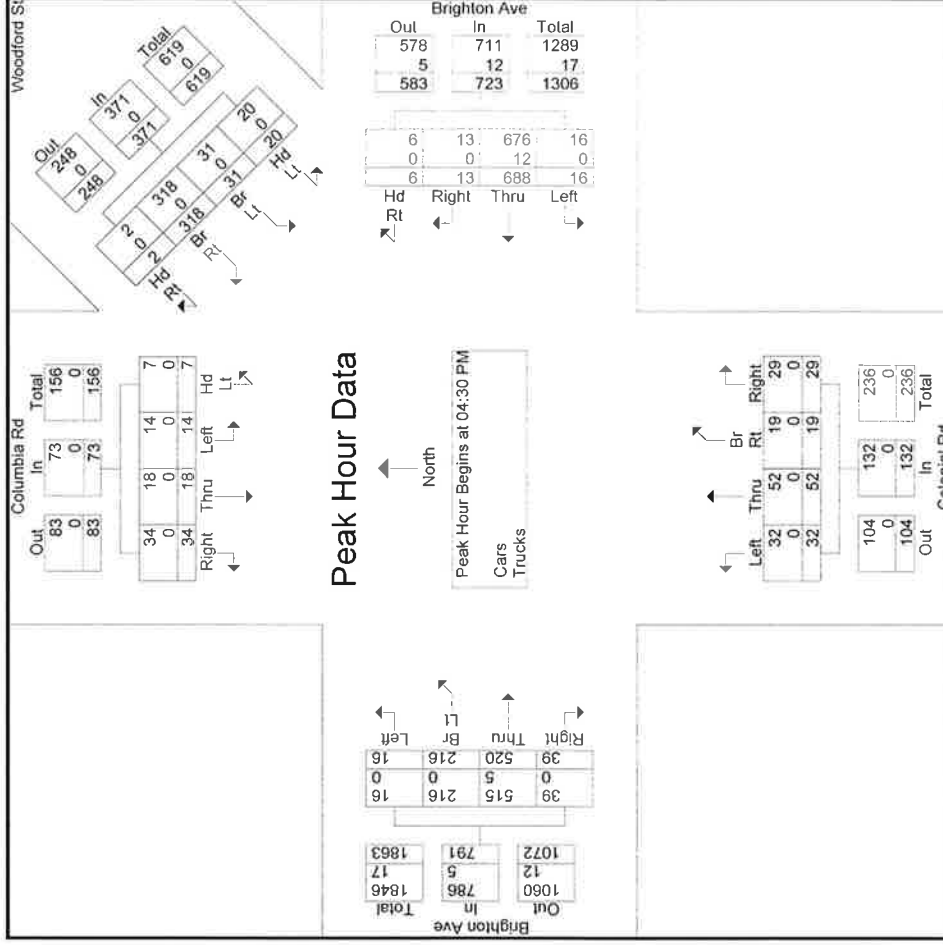 Woodford St
Out
248
0
248
In
371
0
371
Total
619
0
619
2 318 31 20
0 0 0 0
2 318 31 20
Hd Rt
Br Rt
Br Lt
Hd Lt
Brighton Ave
Out In Total
578 711 1289
5 12 17
583 723 1306
6 13 676 16
0 0 12 0
6 13 688 16
Hd Rt
Right
Thru
Left
Columbia Rd
Out In Total
83 73 156
0 0 0
83 73 156
34 18 14 7
0 0 0 0
34 18 14 7
Right
Thru
Left
Hd Lt
Peak Hour Data
North
Peak Hour Begins at 04:30 PM
Cars
Trucks
Left
Thru
Br Rt
Right
32 52 19 29
0 0 0 0
32 52 19 29
104 132 236
0 0 0
104 132 236
Out In Total
Right
Thru
Br Lt
Left
39 520 216 16
0 5 0 0
39 515 216 16
1072 791 1863
12 5 17
1060 786 1846
Out In Total
Brighton Ave